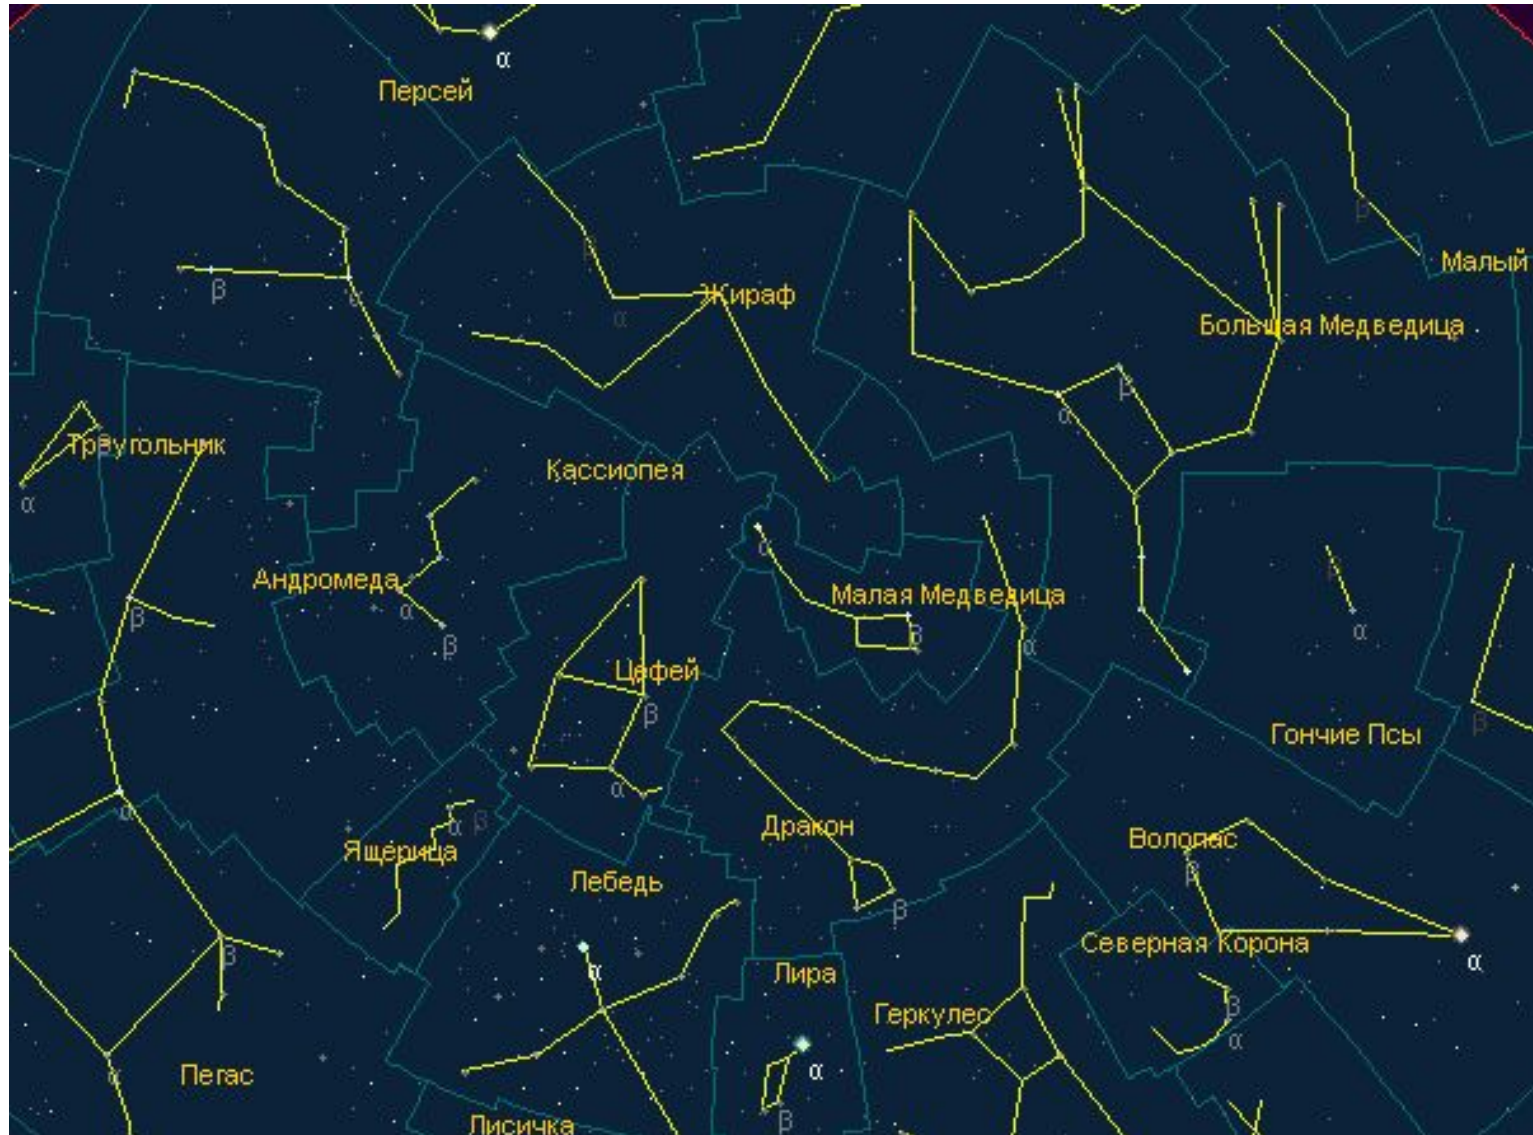 α
Персей
β
Малый
β
α
β
Жираф
α
Большая Медведица
β
α
Треугольник
β
α
Кассиопея
α
Андромеда
α
β
Малая Медведица
β
α
β
α
β
Цефей
β
β
Гончие Псы
α
α
α
β
Дракон
Волопас
Ящерица
β
Лебедь
β
β
Северная Корона
α
α
Лира
β
Геркулес
β
α
α
Пегас
α
β
Лисичка